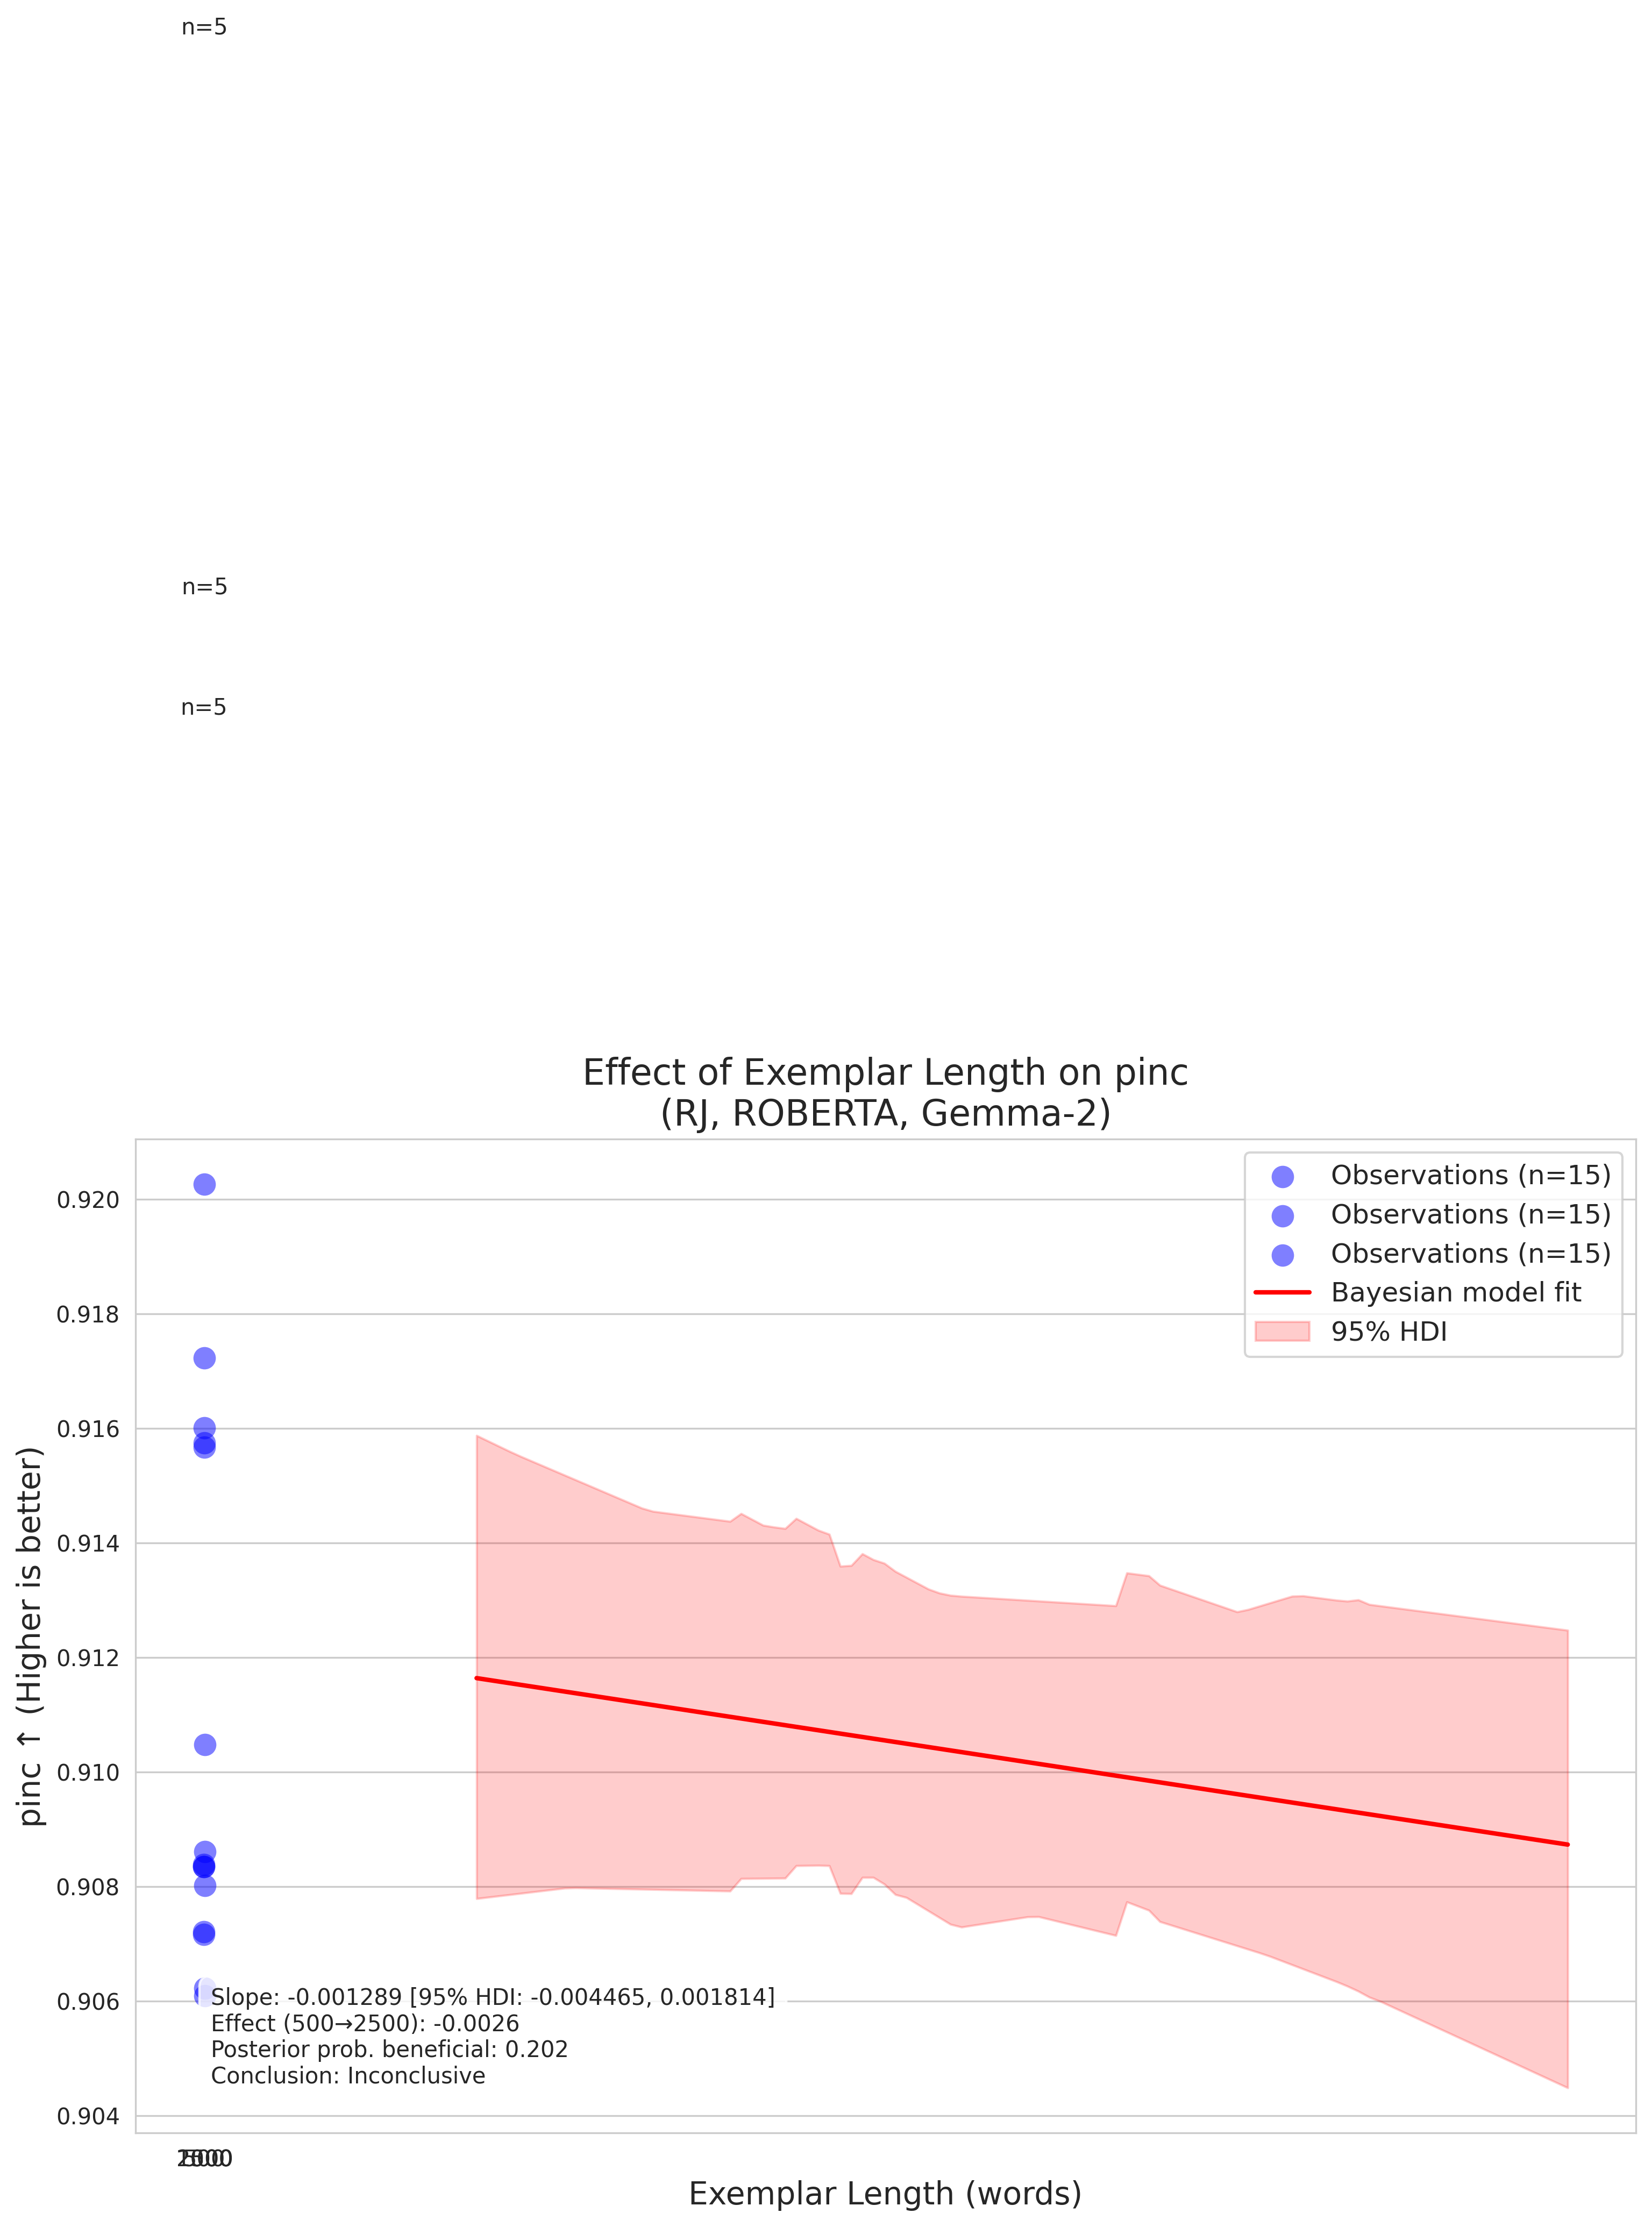 n=5
n=5
n=5
Effect of Exemplar Length on pinc
(RJ, ROBERTA, Gemma-2)
Observations (n=15)
Observations (n=15)
Observations (n=15)
Bayesian model fit
95% HDI
pinc ↑ (Higher is better)
0.920
0.918
0.916
0.914
0.912
0.910
0.908
0.906
0.904
Slope: -0.001289 [95% HDI: -0.004465, 0.001814]
Effect (500→2500): -0.0026
Posterior prob. beneficial: 0.202
Conclusion: Inconclusive
Exemplar Length (words)